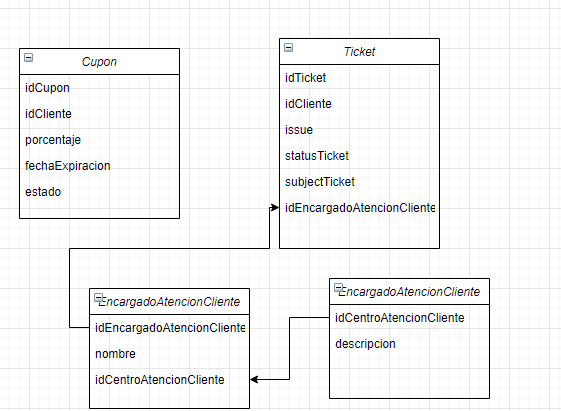 Cupon
idCupon
idCliente
porcentaje
fechaExpiracion
estado
Ticket
idTicket
idCliente
issue
statusTicket
subjectTicket
idEncargadoAtencionCliente
EncargadoAtencionCliente
idEncargadoAtencionCliente
nombre
idCentroAtencionCliente
EncargadoAtencionCliente
idCentroAtencionCliente
descripcion